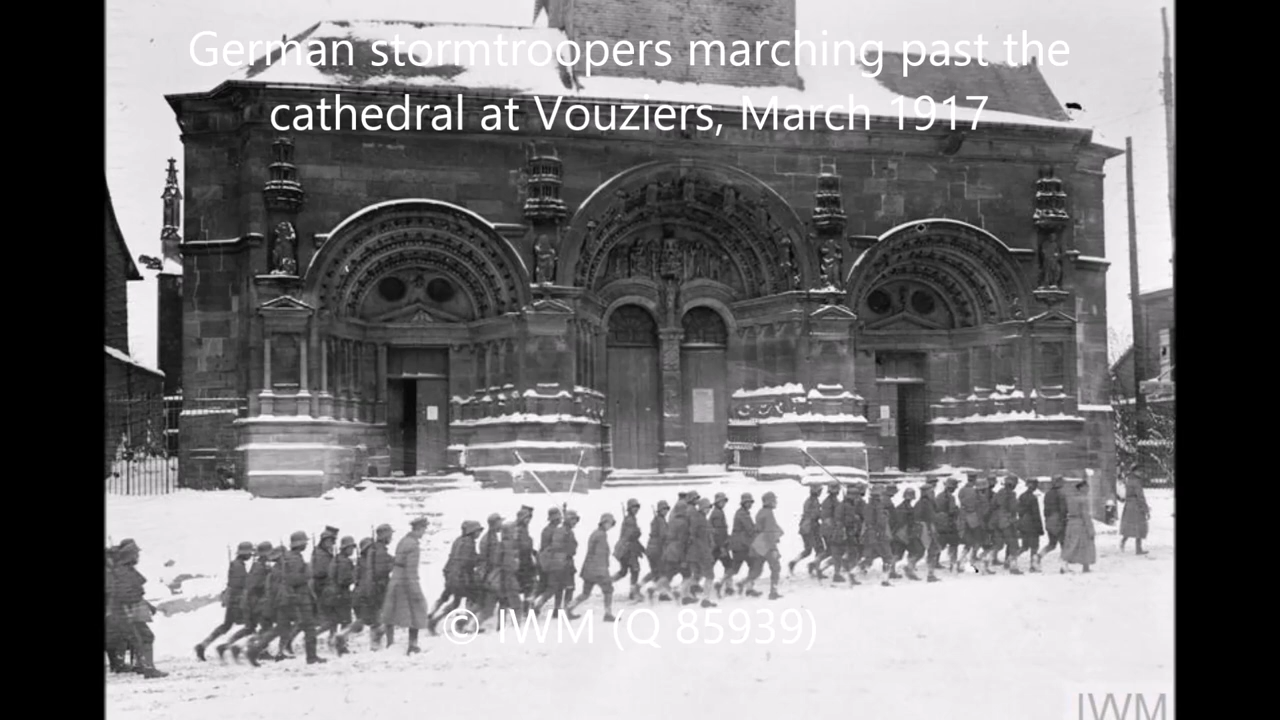 German stormtroopers marching past the
cathedral at Vouziers, March 1917
© IWM (Q 85939)
IWM